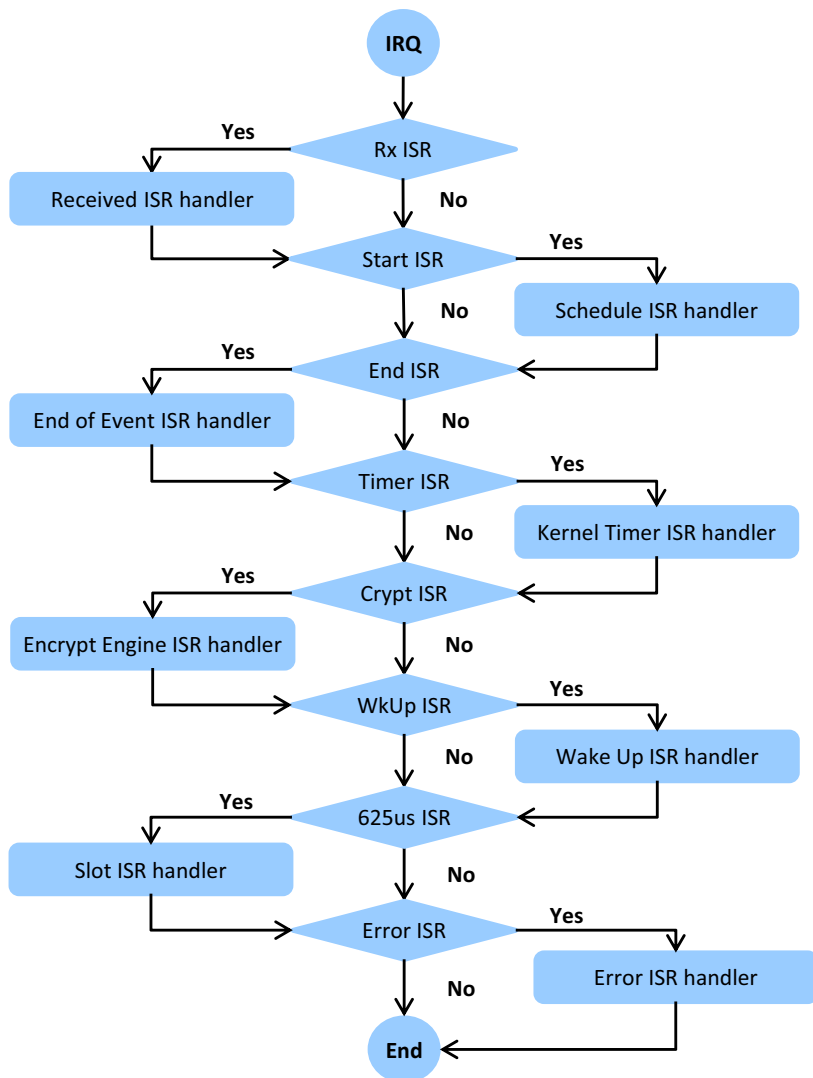 IRQ
Yes
Rx ISR
Received ISR handler
No
Yes
Start ISR
No
Schedule ISR handler
Yes
End ISR
End of Event ISR handler
No
Yes
Timer ISR
No
Kernel Timer ISR handler
Yes
Crypt ISR
Encrypt Engine ISR handler
No
Yes
WkUp ISR
No
Wake Up ISR handler
Yes
625us ISR
Slot ISR handler
No
Yes
Error ISR
No
Error ISR handler
End